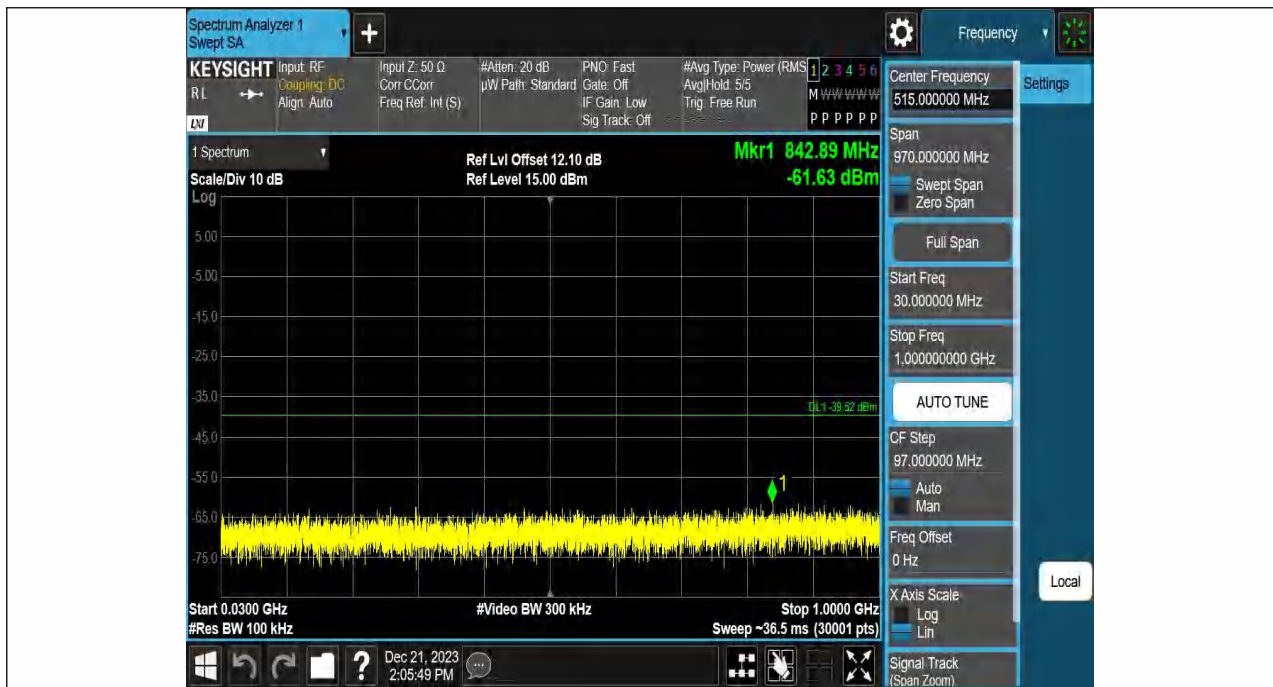 Spectrum Analyzer 1
Swept SA
Frequency
KEYSIGHT
R L
LXI
Input: RF
Coupling: DC
Align: Auto
Input Z: 50 Ω
Corr CCorr
Freq Ref: Int (S)
#Atten: 20 dB
µW Path: Standard
PNO: Fast
Gate: Off
IF Gain: Low
Sig Track: Off
#Avg Type: Power (RMS
Avg|Hold: 5/5
Trig: Free Run
1 2 3 4 5 6
M W W W W W
P P P P P P
1 Spectrum
Scale/Div 10 dB
Ref Lvl Offset 12.10 dB
Ref Level 15.00 dBm
Mkr1 842.89 MHz
-61.63 dBm
Log
5.00
-5.00
-15.0
-25.0
-35.0
DL1 -39.52 dBm
-45.0
-55.0
1
-65.0
-75.0
Start 0.0300 GHz
#Video BW 300 kHz
Stop 1.0000 GHz
#Res BW 100 kHz
Sweep ~36.5 ms (30001 pts)
Dec 21, 2023
2:05:49 PM
Center Frequency
515.000000 MHz
Settings
Span
970.000000 MHz
Swept Span
Zero Span
Full Span
Start Freq
30.000000 MHz
Stop Freq
1.000000000 GHz
AUTO TUNE
CF Step
97.000000 MHz
Auto
Man
Freq Offset
0 Hz
X Axis Scale
Log
Lin
Local
Signal Track
(Span Zoom)